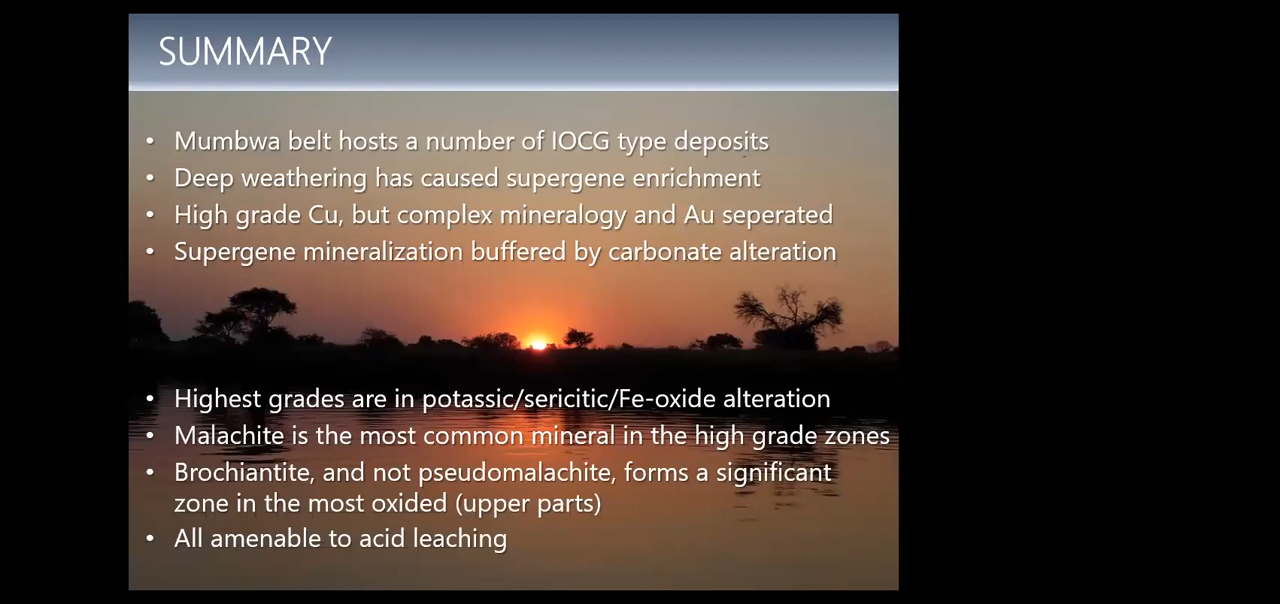 SUMMARY
• Mumbwa belt hosts a number of IOCG type deposits
• Deep weathering has caused supergene enrichment
• High grade Cu, but complex mineralogy and Au seperated
• Supergene mineralization buffered by carbonate alteration
• Highest grades are in potassic/sericitic/Fe-oxide alteration
• Malachite is the most common mineral in the high grade zones
• Brochiantite, and not pseudomalachite, forms a significant
zone in the most oxided (upper parts)
• All amenable to acid leaching